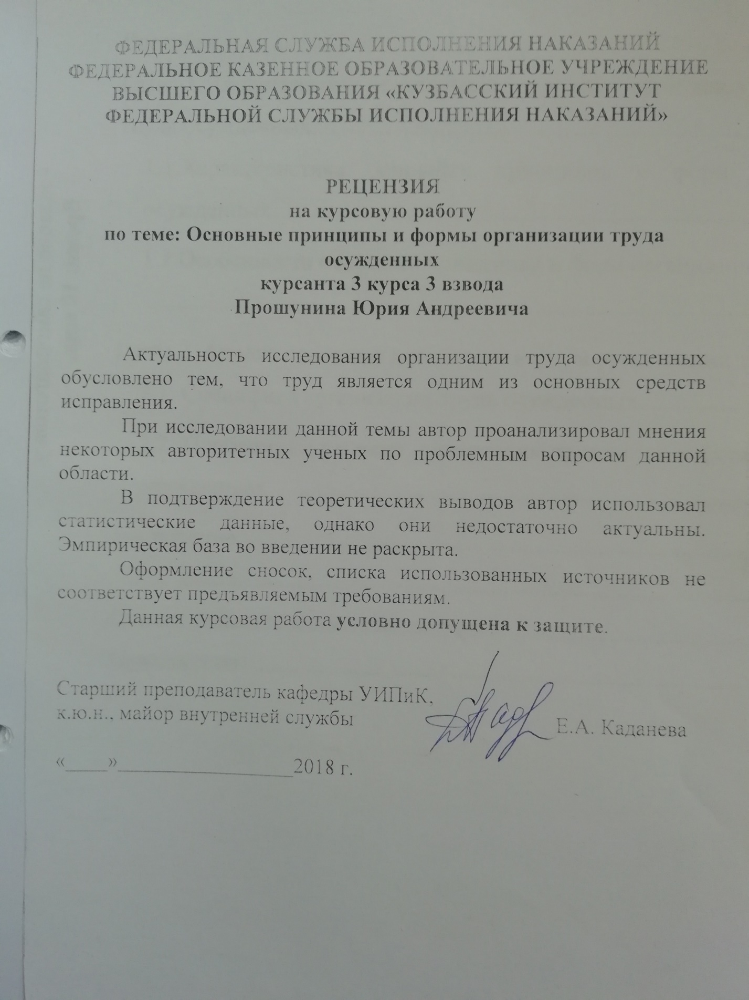 ФЕДЕРАЛЬНАЯ СЛУЖБА ИСПОЛНЕНИЯ НАКАЗАНИЙ
ФЕДЕРАЛЬНОЕ КАЗЕННОЕ ОБРАЗОВАТЕЛЬНОЕ УЧРЕЖДЕНИЕ
ВЫСШЕГО ОБРАЗОВАНИЯ «КУЗБАССКИЙ ИНСТИТУТ
ФЕДЕРАЛЬНОЙ СЛУЖБЫ ИСПОЛНЕНИЯ НАКАЗАНИЙ»
РЕЦЕНЗИЯ
на курсовую работу
по теме: Основные принципы и формы организации труда
осужденных
курсанта 3 курса 3 взвода
Прошунина Юрия Андреевича
Актуальность исследования организации труда осужденных
обусловлено тем, что труд является одним из основных средств
исправления.
При исследовании данной темы автор проанализировал мнения
некоторых авторитетных ученых по проблемным вопросам данной
области.
В подтверждение теоретических выводов автор использовал
статистические данные, однако они недостаточно актуальны.
Эмпирическая база во введении не раскрыта.
Оформление сносок, списка использованных источников не
соответствует предъявляемым требованиям.
Данная курсовая работа условно допущена к защите.
Старший преподаватель кафедры УИПиК,
к.ю.н., майор внутренней службы
Е.А. Каданева
«____»________________2018 г.